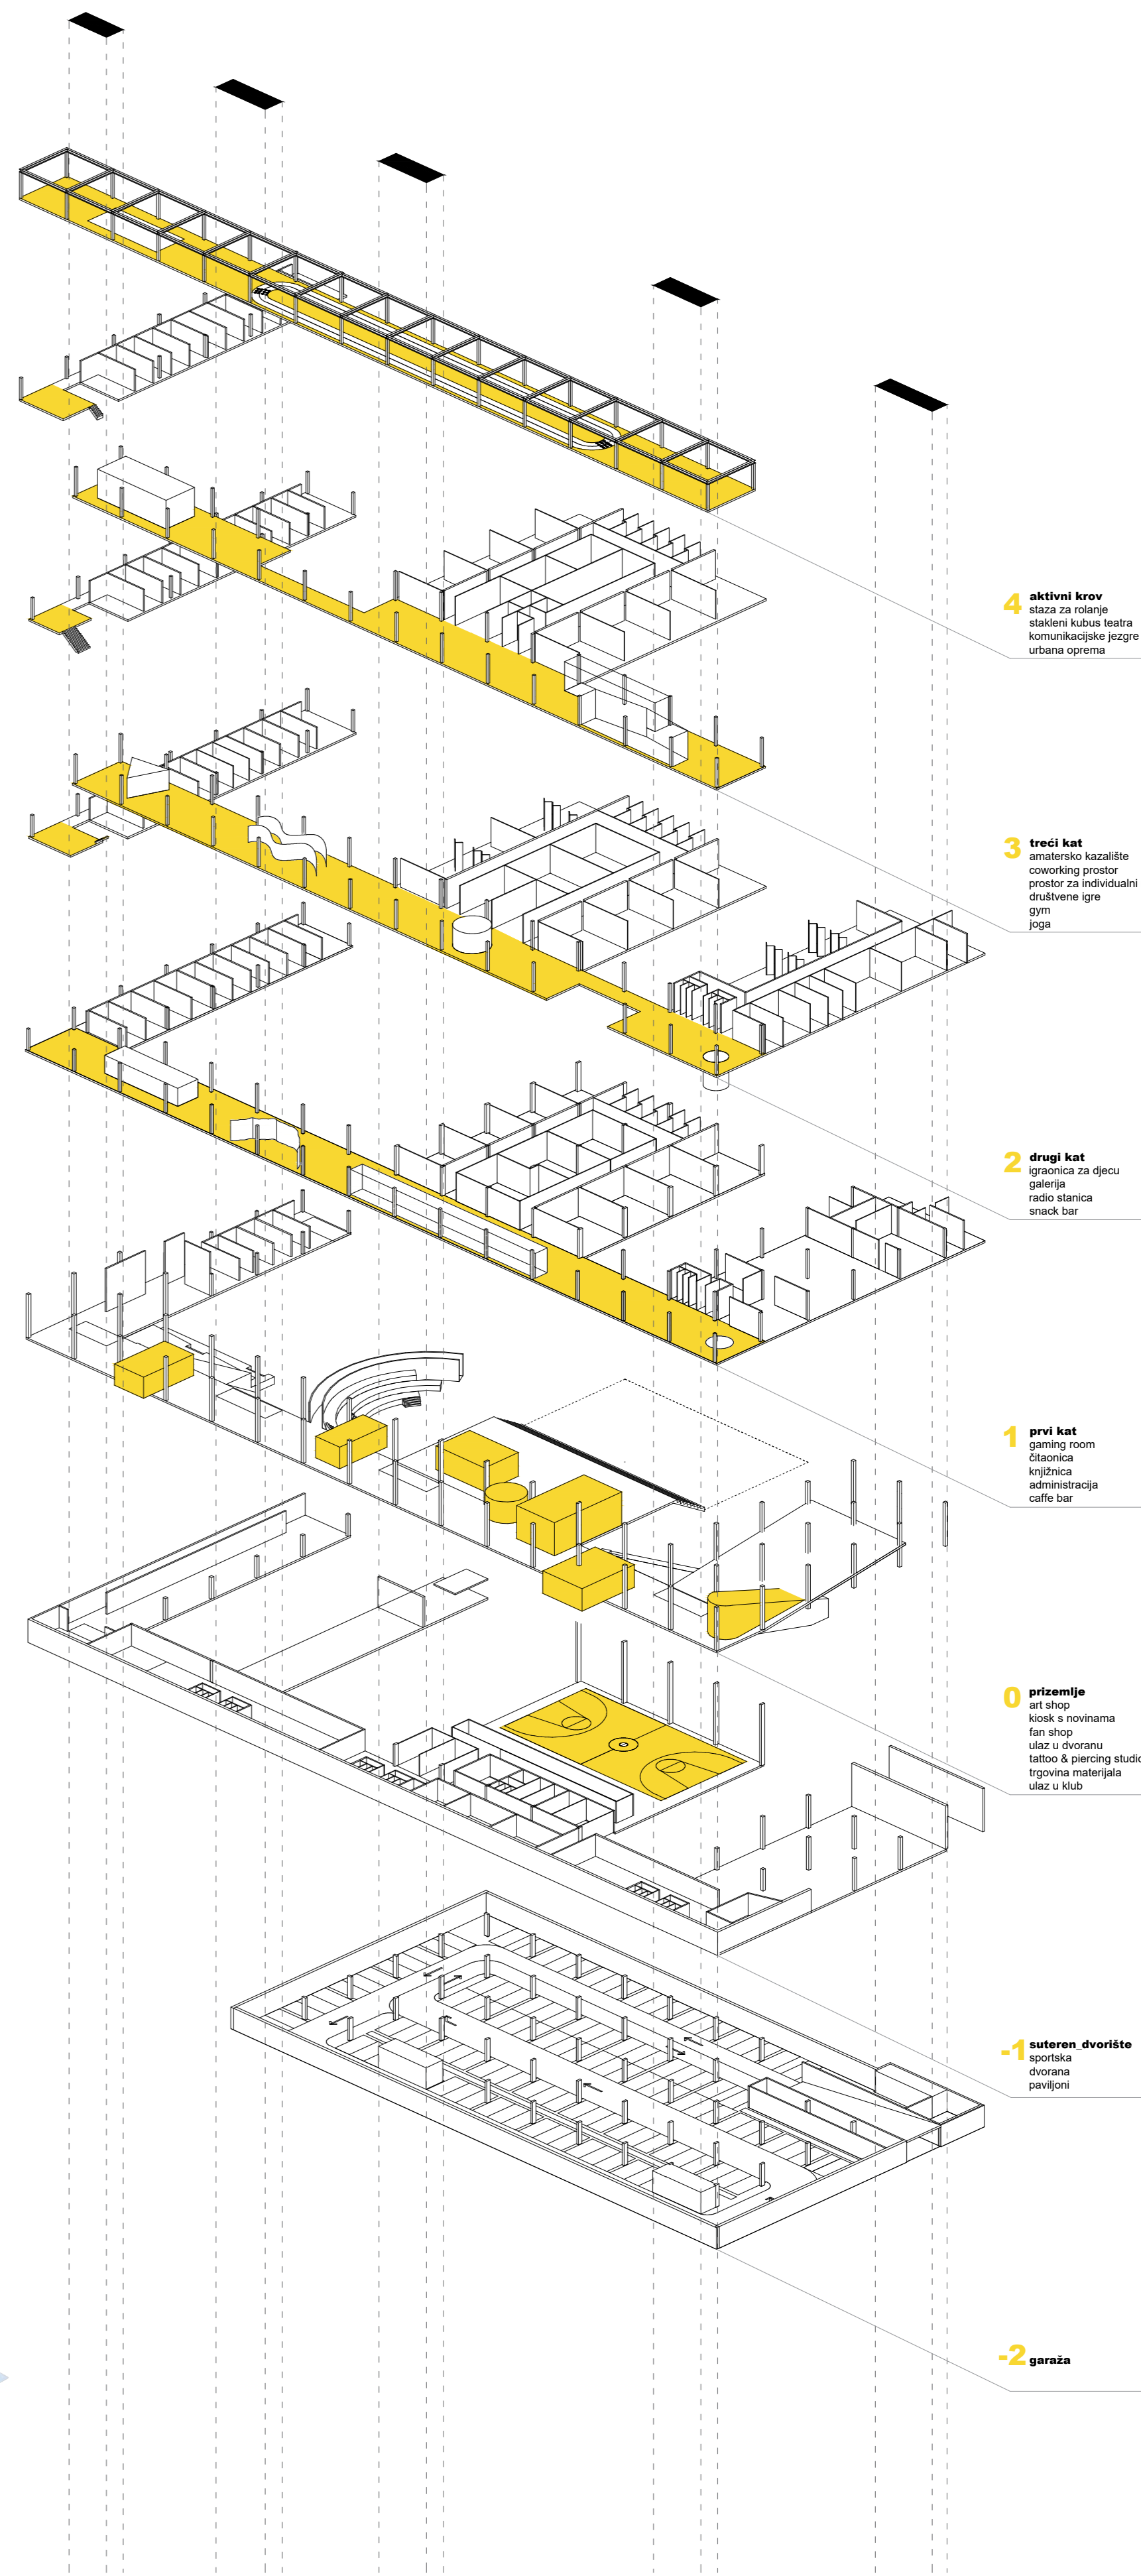 4 aktivni krov
staza za rolanje
stakleni kubus teatra
komunikacijske jezgre
urbana oprema
3 treći kat
amatersko kazalište
coworking prostor
prostor za individualni
društvene igre
gym
joga
2 drugi kat
igraonica za djecu
galerija
radio stanica
snack bar
1 prvi kat
gaming room
čitaonica
knjižnica
administracija
caffe bar
0 prizemlje
art shop
kiosk s novinama
fan shop
ulaz u dvoranu
tattoo & piercing studio
trgovina materijala
ulaz u klub
-1 suteren_dvorište
sportska
dvorana
paviljoni
-2 garaža